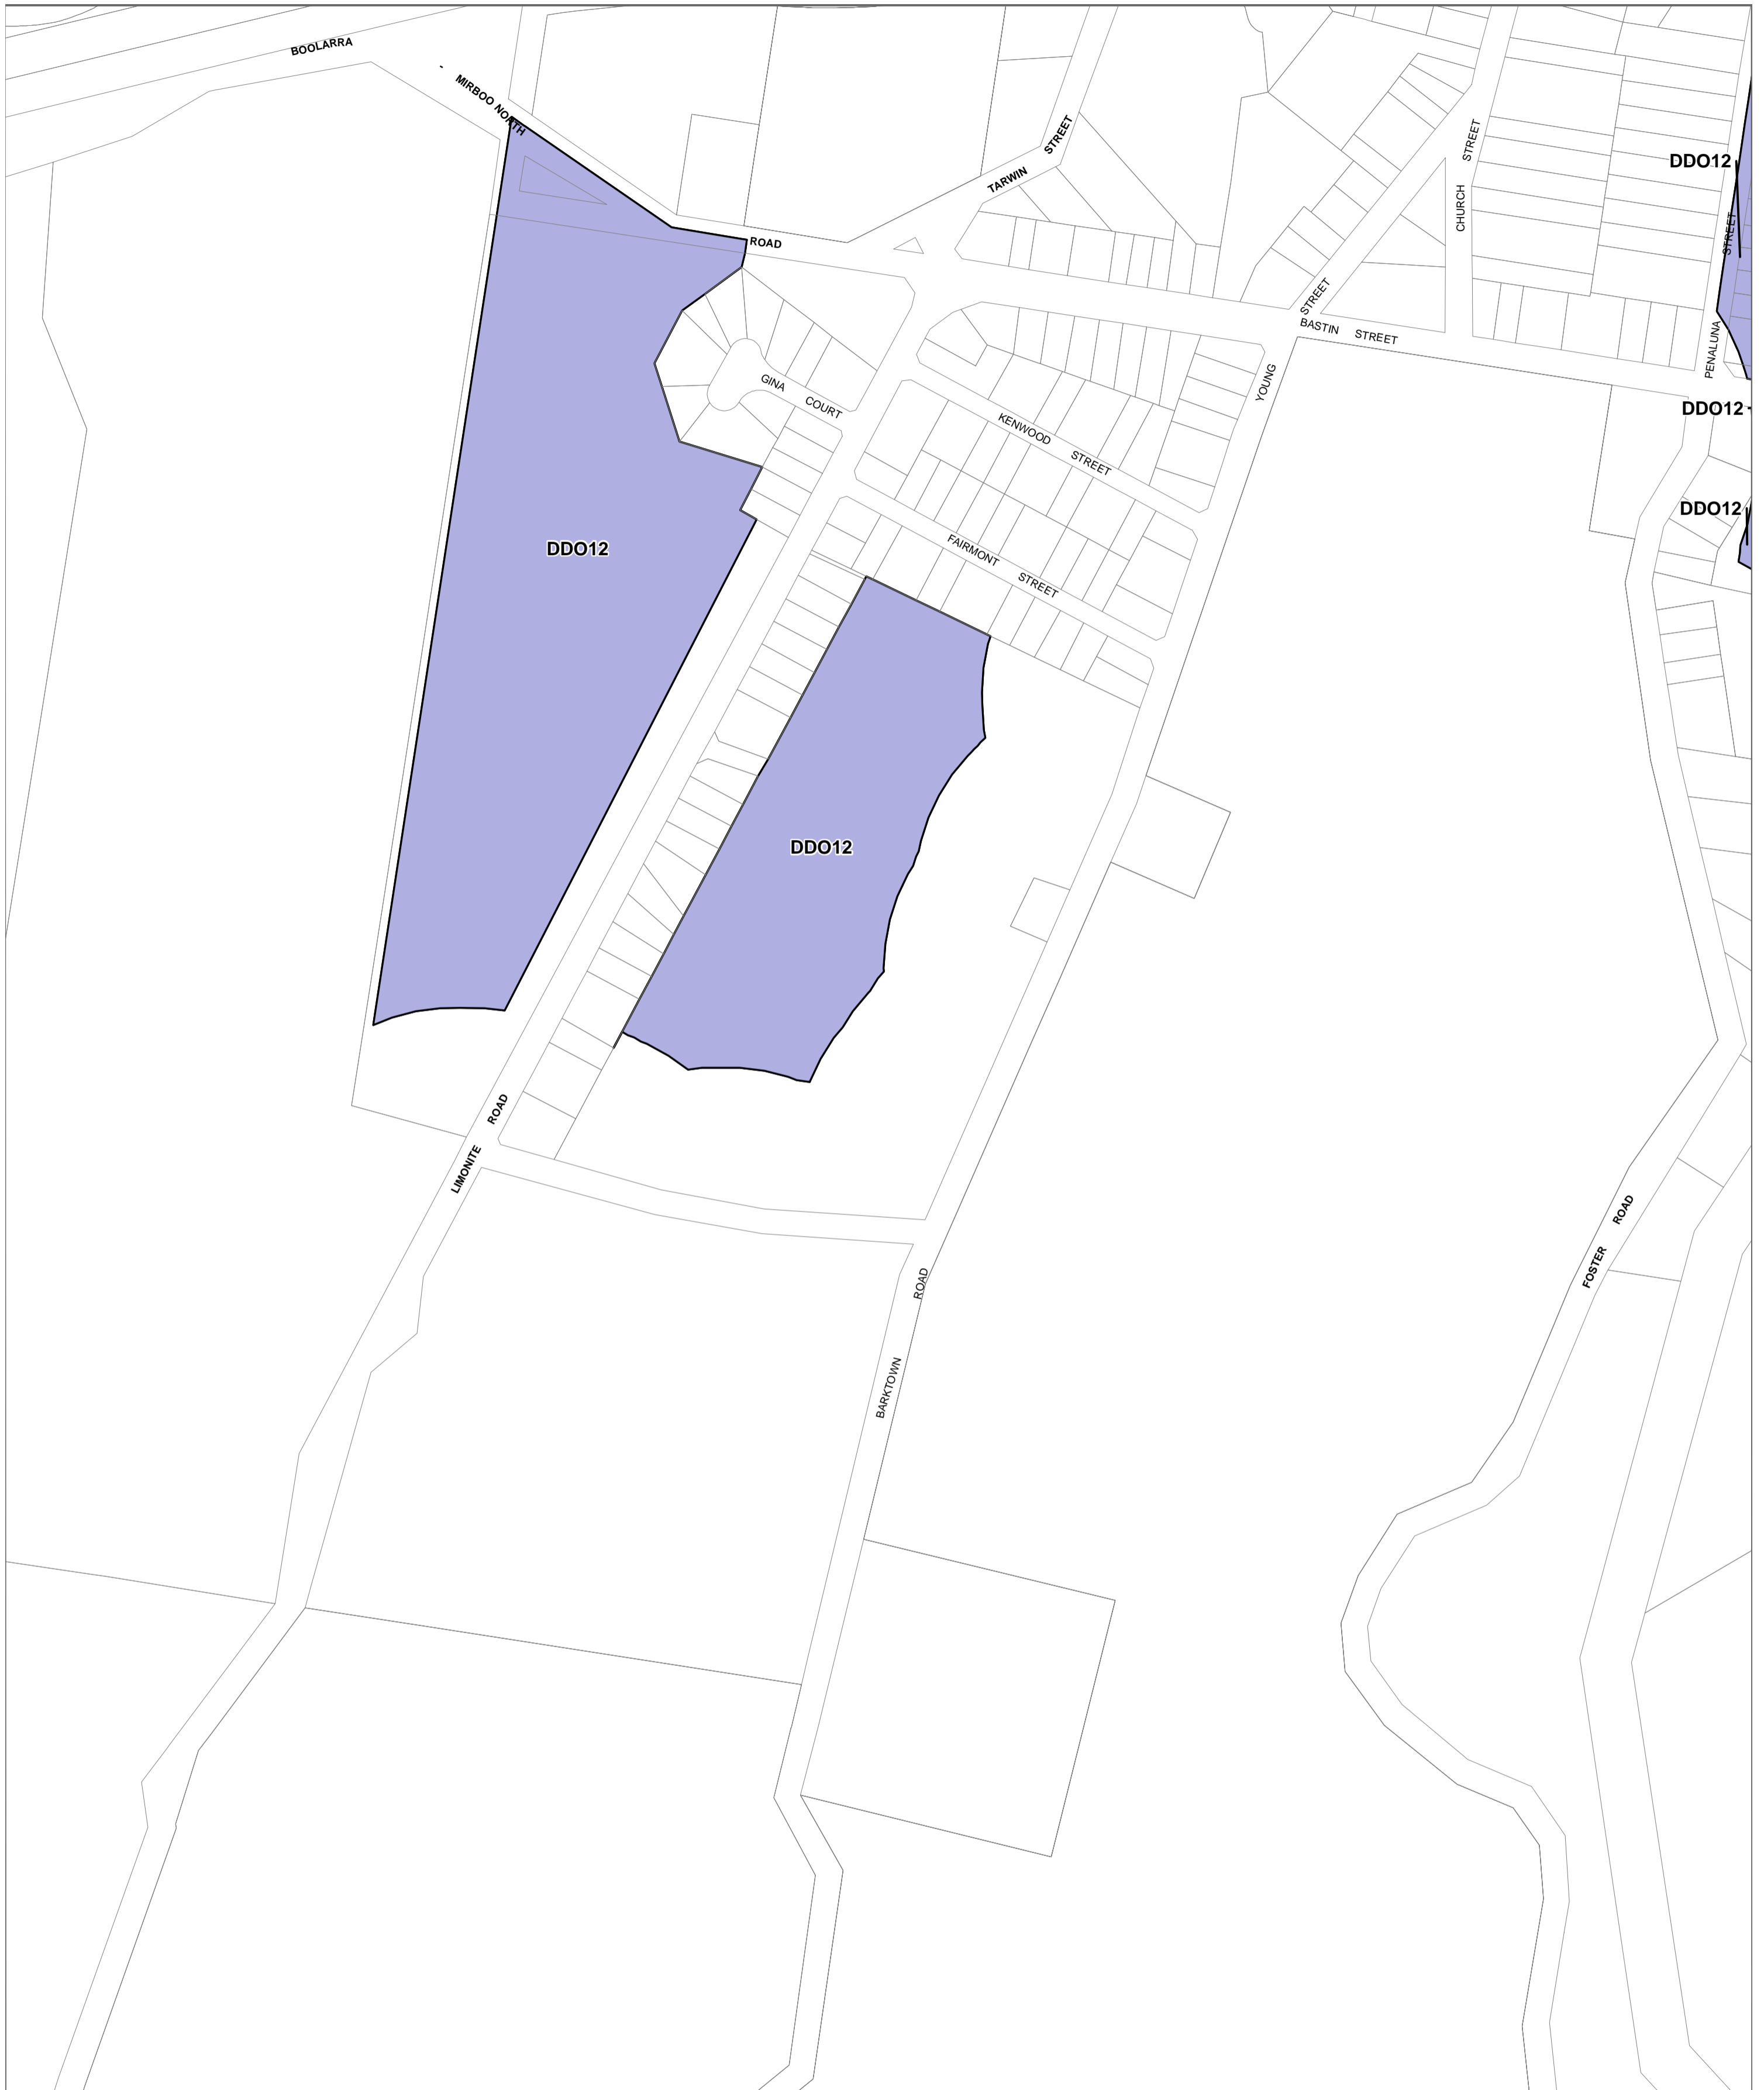 BOOLARRA
-
MIRBOO NORTH
ROAD
TARWIN
STREET
STREET
CHURCH
DDO12
STREET
PENALUNA
STREET
BASTIN STREET
YOUNG
GINA COURT
KENWOOD STREET
DDO12
DDO12
FAIRMONT STREET
DDO12
DDO12
LIMONITE ROAD
FOSTER ROAD
BARKTOWN ROAD